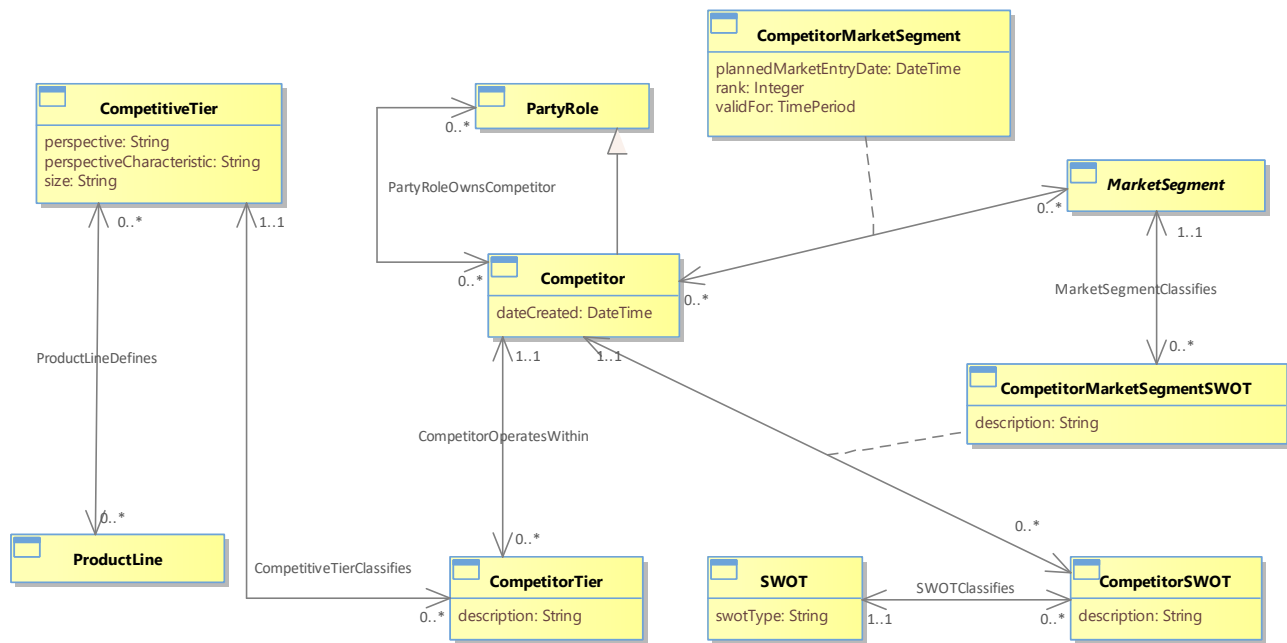 CompetitorMarketSegment
plannedMarketEntryDate: DateTime
rank: Integer
validFor: TimePeriod
CompetitiveTier
perspective: String
perspectiveCharacteristic: String
size: String
PartyRole
0..*
PartyRoleOwnsCompetitor
MarketSegment
0..*
1..1
0..*
1..1
0..*
Competitor
dateCreated: DateTime
0..*
MarketSegmentClassifies
1..1
1..1
0..*
ProductLineDefines
CompetitorMarketSegmentSWOT
description: String
CompetitorOperatesWithin
0..*
ProductLine
0..*
0..*
CompetitiveTierClassifies
0..*
CompetitorTier
description: String
SWOT
swotType: String
SWOTClassifies
1..1
0..*
CompetitorSWOT
description: String